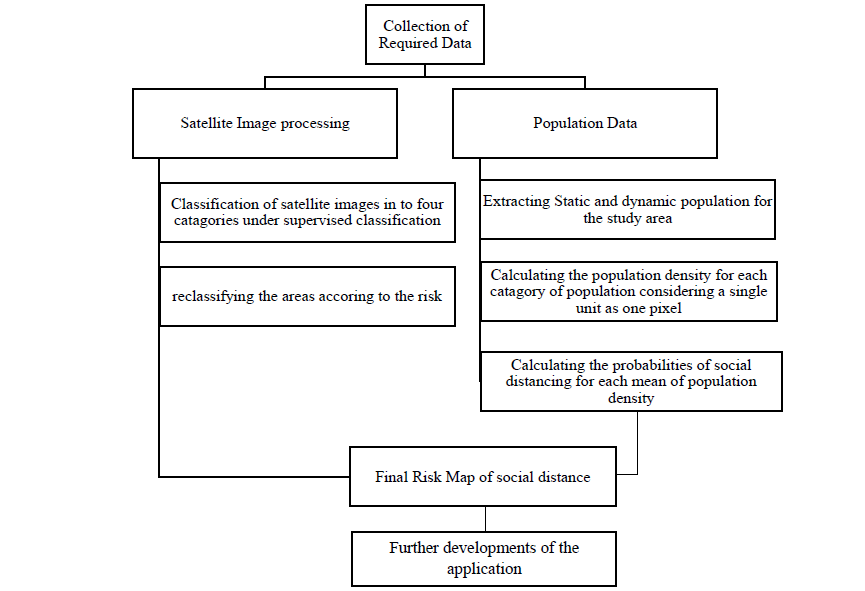 Collection of
Required Data
Satellite Image processing
Population Data
Classification of satellite images in to four
catagories under supervised classification
reclassifying the areas accoring to the risk
Extracting Static and dynamic population for
the study area
Calculating the population density for each
catagory of population considering a single
unit as one pixel
Calculating the probabilities of social
distancing for each mean of population
density
Final Risk Map of social distance
Further developments of the
application